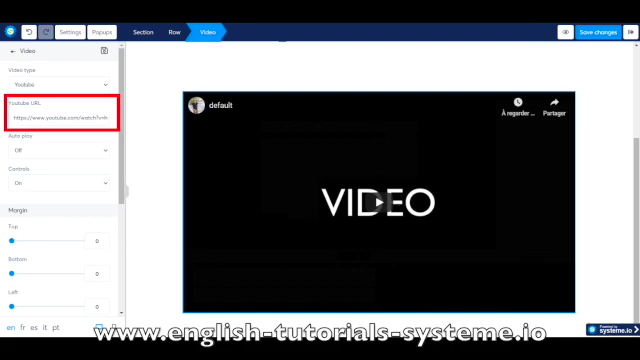 Settings Popups Section Row Video Save changes
← Video
Video type
Youtube
Youtube URL
https://www.youtube.com/watch?v=h
Auto play
Off
Controls
On
Margin
Top
0
Bottom
0
Left
0
en fr es it pt
default
À regarder ... Partager
VIDEO
Powered by
systeme.io
www.english-tutorials-systeme.io